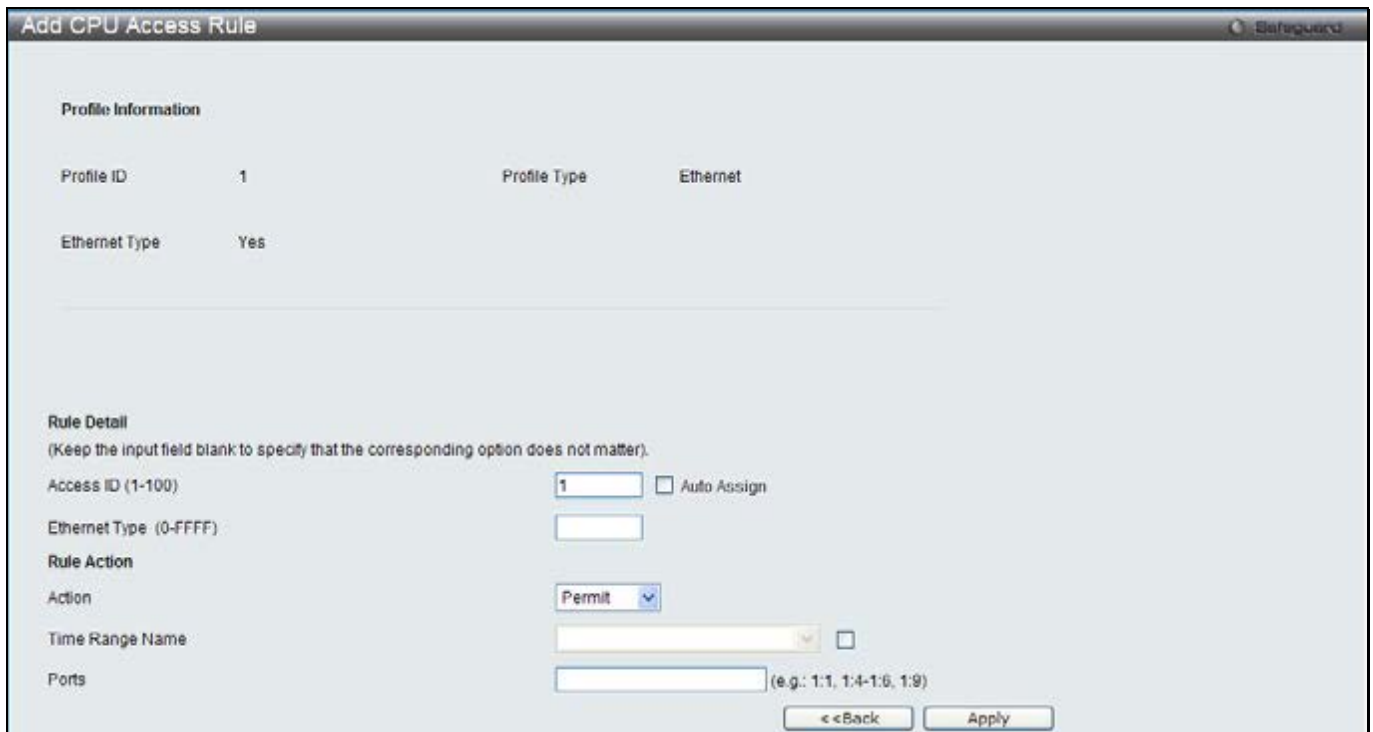 Add CPU Access Rule
Safeguard
Profile Information
Profile ID 1 Profile Type Ethernet
Ethernet Type Yes
Rule Detail
(Keep the input field blank to specify that the corresponding option does not matter).
Access ID (1-100) 1 Auto Assign
Ethernet Type (0-FFFF)
Rule Action
Action Permit
Time Range Name
Ports (e.g.: 1:1, 1:4-1:6, 1:9)
<<Back Apply